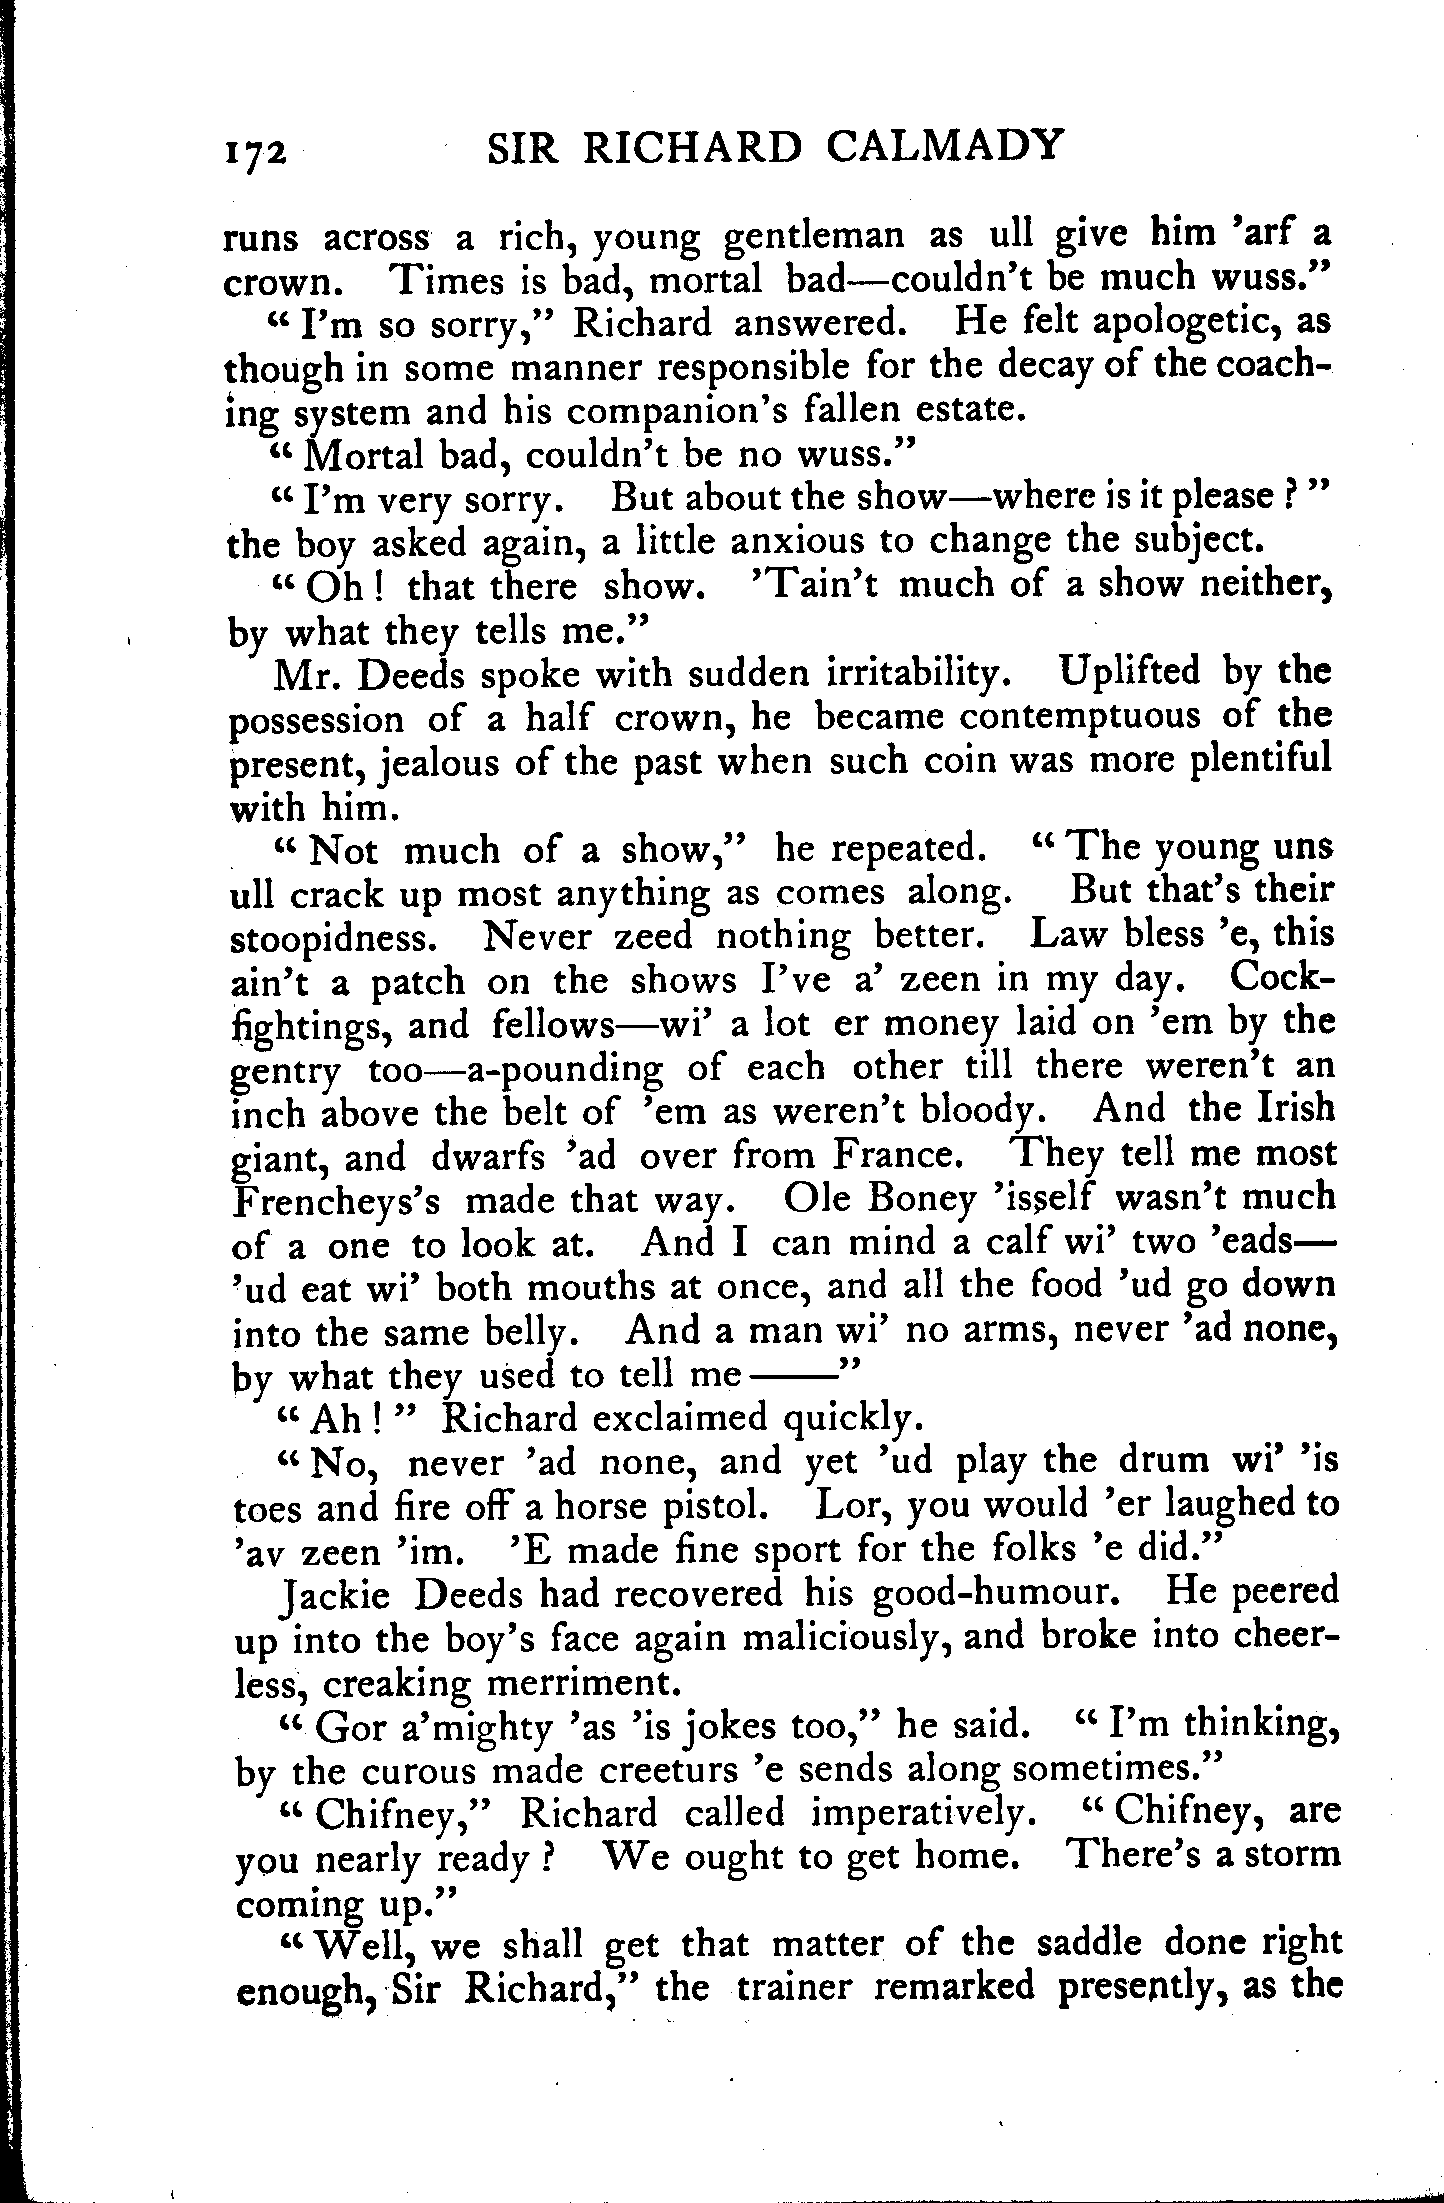 172 SIR RICHARD CALMADY
runs across a rich, young gentleman as ull give him ’arf a
crown. Times is bad, mortal bad—couldn’t be much wuss.”
“ I’m so sorry,” Richard answered. He felt apologetic, as
though in some manner responsible for the decay of the coach-
ing system and his companion’s fallen estate.
“ Mortal bad, couldn’t be no wuss.”
“ I’m very sorry. But about the show—where is it please ? ”
the boy asked again, a little anxious to change the subject.
“ Oh ! that there show. ’Tain’t much of a show neither,
by what they tells me.”
Mr. Deeds spoke with sudden irritability. Uplifted by the
possession of a half crown, he became contemptuous of the
present, jealous of the past when such coin was more plentiful
with him.
“ Not much of a show,” he repeated. “ The young uns
ull crack up most anything as comes along. But that’s their
stoopidness. Never zeed nothing better. Law bless ’e, this
ain’t a patch on the shows I’ve a’ zeen in my day. Cock-
fightings, and fellows—wi’ a lot er money laid on ’em by the
gentry too—a-pounding of each other till there weren’t an
inch above the belt of ’em as weren’t bloody. And the Irish
giant, and dwarfs ’ad over from France. They tell me most
Frencheys’s made that way. Ole Boney ’isself wasn’t much
of a one to look at. And I can mind a calf wi’ two ’eads—
’ud eat wi’ both mouths at once, and all the food ’ud go down
into the same belly. And a man wi’ no arms, never ’ad none,
by what they used to tell me——”
“ Ah ! ” Richard exclaimed quickly.
“ No, never ’ad none, and yet ’ud play the drum wi’ ’is
toes and fire off a horse pistol. Lor, you would ’er laughed to
’av zeen ’im. ’E made fine sport for the folks ’e did.”
Jackie Deeds had recovered his good-humour. He peered
up into the boy’s face again maliciously, and broke into cheer-
less, creaking merriment.
“ Gor a’mighty ’as ’is jokes too,” he said. “ I’m thinking,
by the curous made creeturs ’e sends along sometimes.”
“ Chifney,” Richard called imperatively. “ Chifney, are
you nearly ready ? We ought to get home. There’s a storm
coming up.”
“ Well, we shall get that matter of the saddle done right
enough, Sir Richard,” the trainer remarked presently, as the